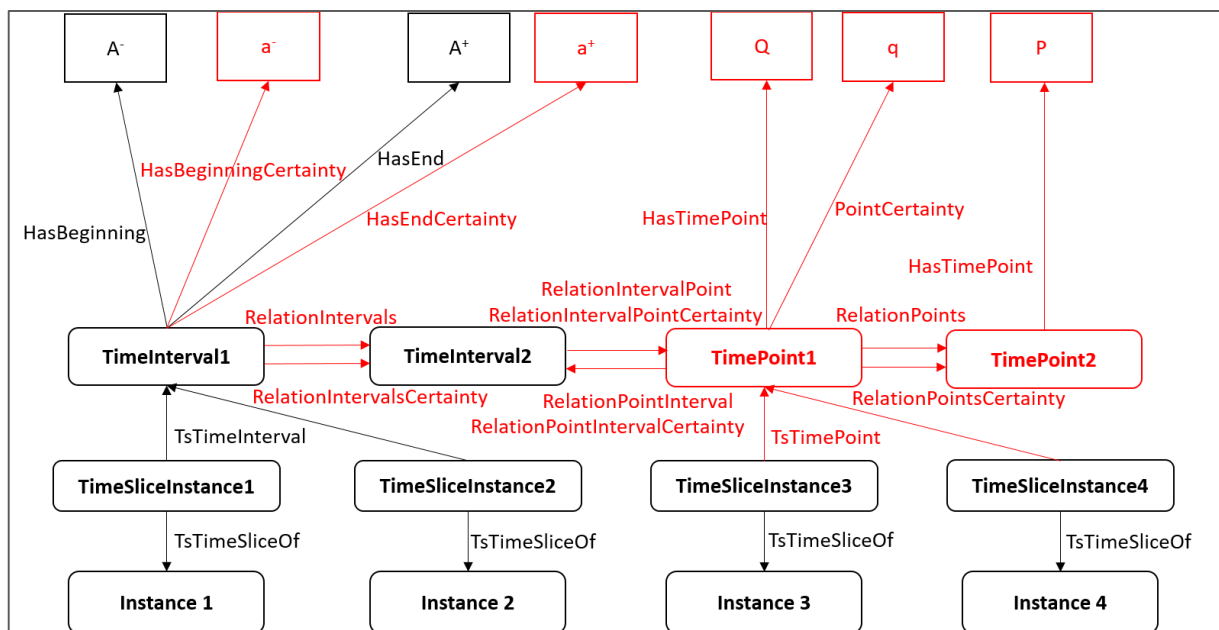 A⁻ a⁻ A⁺ a⁺ Q q P
HasEnd
HasBeginningCertainty
HasEndCertainty HasTimePoint PointCertainty
HasBeginning
HasTimePoint
RelationIntervalPoint
RelationIntervals RelationIntervalPointCertainty RelationPoints
TimeInterval1 TimeInterval2 TimePoint1 TimePoint2
RelationIntervalsCertainty RelationPointInterval RelationPointsCertainty
RelationPointIntervalCertainty
TsTimeInterval TsTimePoint
TimeSliceInstance1 TimeSliceInstance2 TimeSliceInstance3 TimeSliceInstance4
TsTimeSliceOf TsTimeSliceOf TsTimeSliceOf TsTimeSliceOf
Instance 1 Instance 2 Instance 3 Instance 4